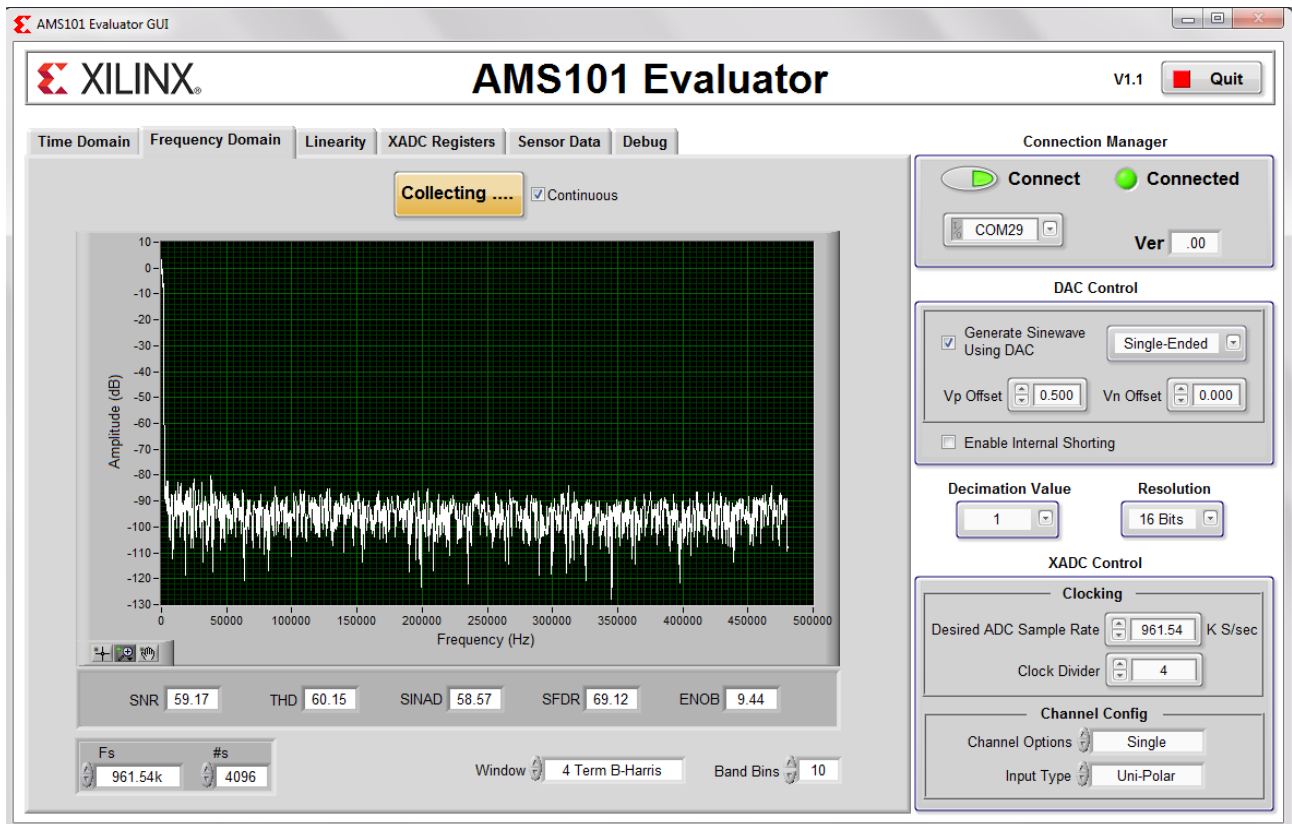 AMS101 Evaluator GUI
XILINX®
AMS101 Evaluator
V1.1
Quit
Time Domain
Frequency Domain
Linearity
XADC Registers
Sensor Data
Debug
Collecting ....
Continuous
10
0
-10
-20
-30
-40
-50
-60
-70
-80
-90
-100
-110
-120
-130
Amplitude (dB)
0 50000 100000 150000 200000 250000 300000 350000 400000 450000 500000
Frequency (Hz)
SNR 59.17 THD 60.15 SINAD 58.57 SFDR 69.12 ENOB 9.44
Fs #s
961.54k 4096
Window 4 Term B-Harris Band Bins 10
Connection Manager
Connect Connected
COM29
Ver .00
DAC Control
Generate Sinewave
Using DAC
Single-Ended
Vp Offset 0.500 Vn Offset 0.000
Enable Internal Shorting
Decimation Value Resolution
1 16 Bits
XADC Control
Clocking
Desired ADC Sample Rate 961.54 K S/sec
Clock Divider 4
Channel Config
Channel Options Single
Input Type Uni-Polar